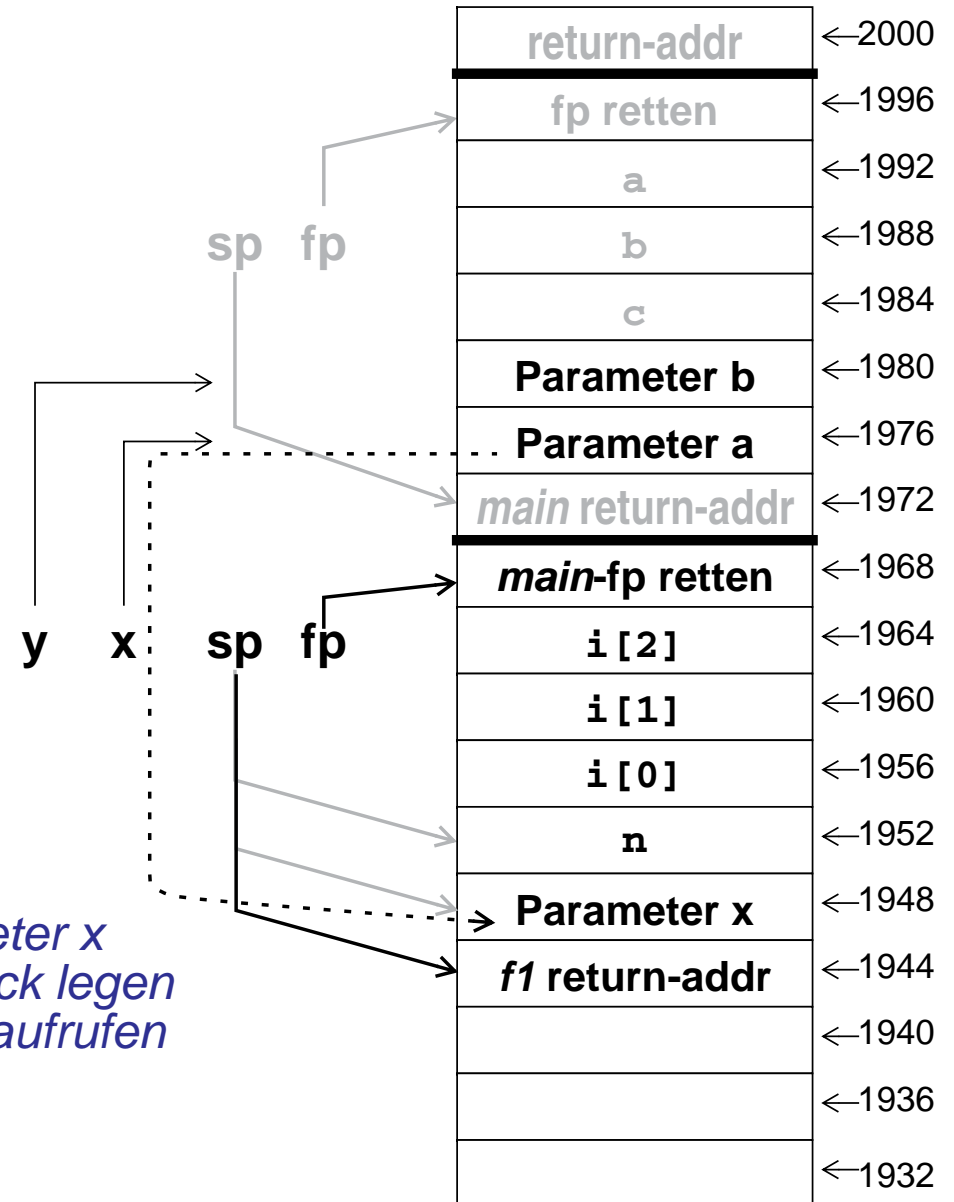 return-addr ←2000
fp retten ←1996
a ←1992
sp fp b ←1988
c ←1984
Parameter b ←1980
Parameter a ←1976
main return-addr ←1972
main-fp retten ←1968
y x sp fp i[2] ←1964
i[1] ←1960
i[0] ←1956
n ←1952
Parameter x ←1948
eter x
f1 return-addr ←1944
ck legen
aufrufen ←1940
←1936
←1932